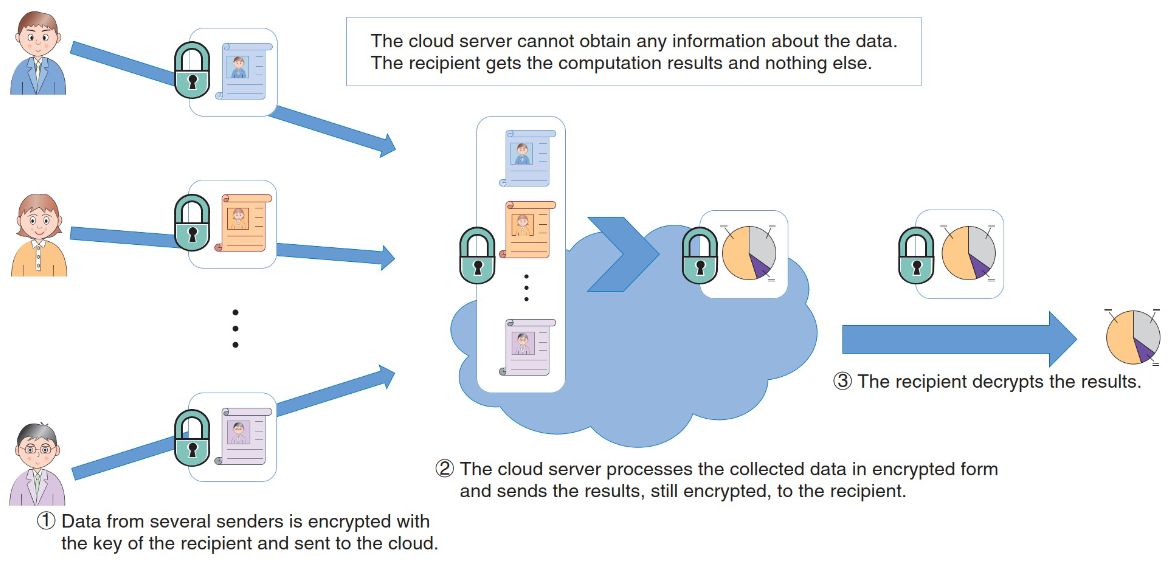 The cloud server cannot obtain any information about the data.
The recipient gets the computation results and nothing else.
③ The recipient decrypts the results.
② The cloud server processes the collected data in encrypted form
and sends the results, still encrypted, to the recipient.
① Data from several senders is encrypted with
the key of the recipient and sent to the cloud.